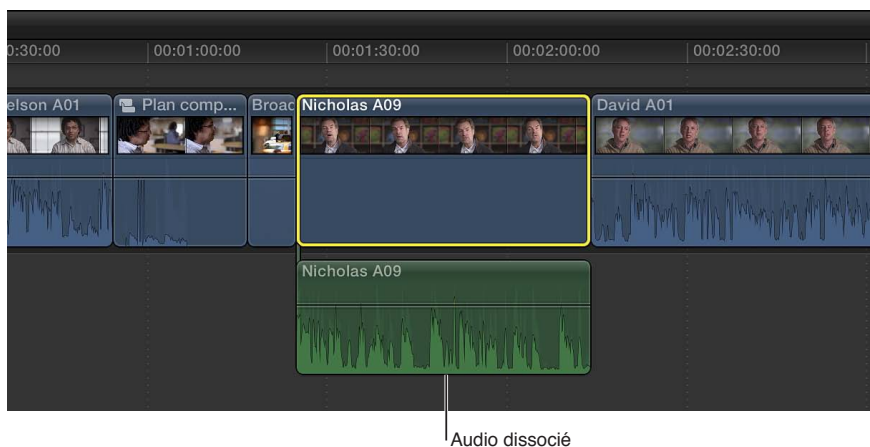 0:30:00 00:01:00:00 00:01:30:00 00:02:00:00 00:02:30:00
elson A01 Plan comp... Broad Nicholas A09 David A01
Nicholas A09
Audio dissocié